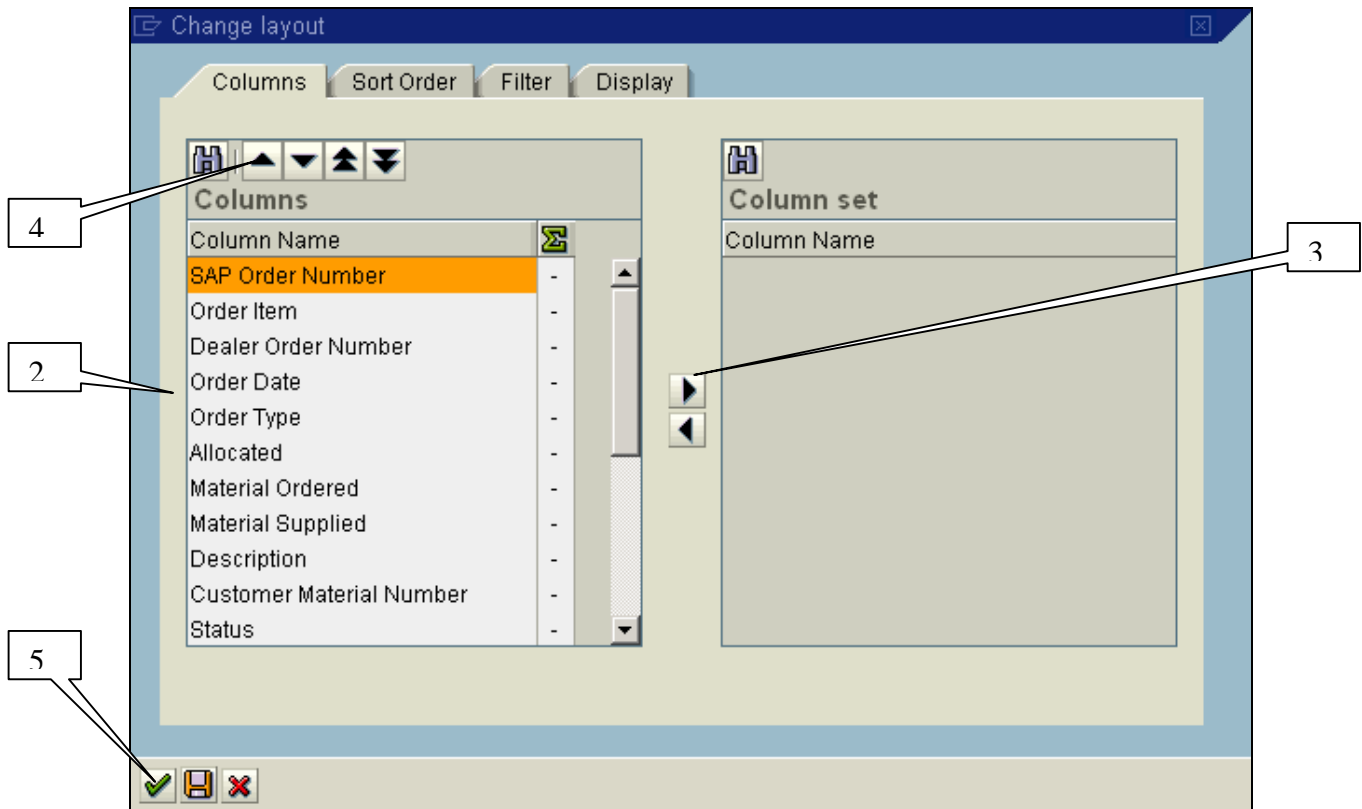 Change layout
Columns Sort Order Filter Display
Columns
Column Name
SAP Order Number -
Order Item -
Dealer Order Number -
Order Date -
Order Type -
Allocated -
Material Ordered -
Material Supplied -
Description -
Customer Material Number -
Status -
Column set
Column Name
4
2
5
3